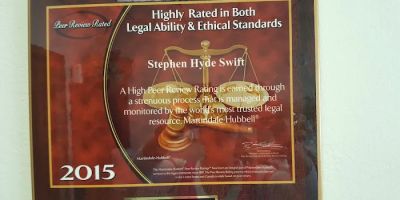 Peer Review Rated
Highly Rated in Both
Legal Ability & Ethical Standards
Stephen Hyde Swift
A High Peer Review Rating is earned through
a strenuous process that is managed and
monitored by the world's most trusted legal
resource, Martindale-Hubbell®
Martindale-Hubbell®
2015